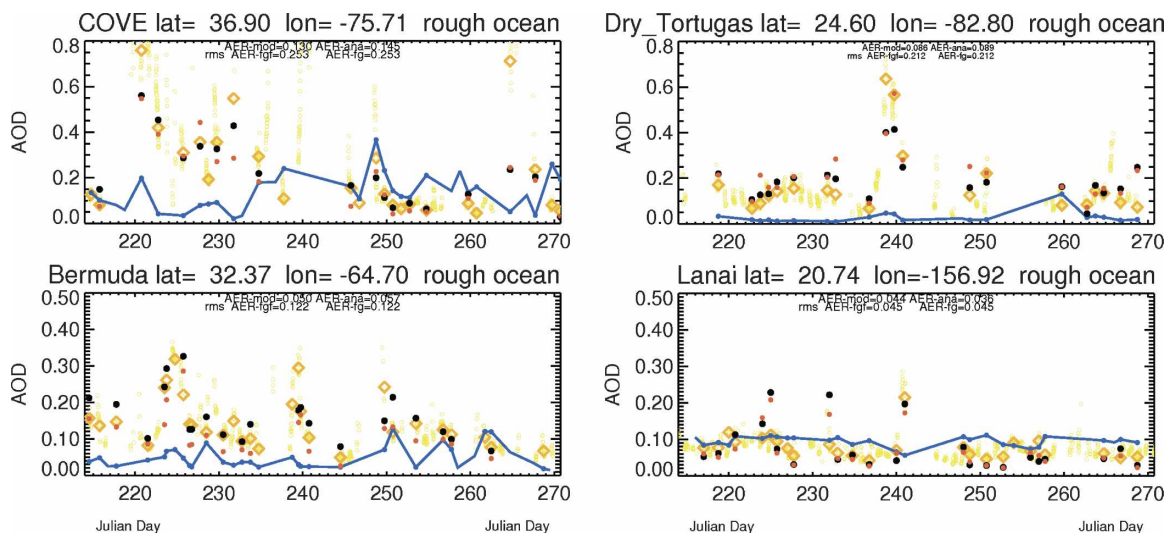 COVE lat= 36.90 lon= -75.71 rough ocean
AER-mod=0.130 AER-ana=0.145
rms AER-fgf=0.253 AER-fg=0.253
0.8
0.6
0.4
0.2
0.0
AOD
220 230 240 250 260 270
Dry_Tortugas lat= 24.60 lon= -82.80 rough ocean
AER-mod=0.086 AER-ana=0.089
rms AER-fgf=0.212 AER-fg=0.212
0.8
0.6
0.4
0.2
0.0
AOD
220 230 240 250 260 270
Bermuda lat= 32.37 lon= -64.70 rough ocean
AER-mod=0.050 AER-ana=0.057
rms AER-fgf=0.122 AER-fg=0.122
0.50
0.40
0.30
0.20
0.10
0.00
AOD
220 230 240 250 260 270
Julian Day Julian Day
Lanai lat= 20.74 lon=-156.92 rough ocean
AER-mod=0.044 AER-ana=0.036
rms AER-fgf=0.045 AER-fg=0.045
0.50
0.40
0.30
0.20
0.10
0.00
AOD
220 230 240 250 260 270
Julian Day